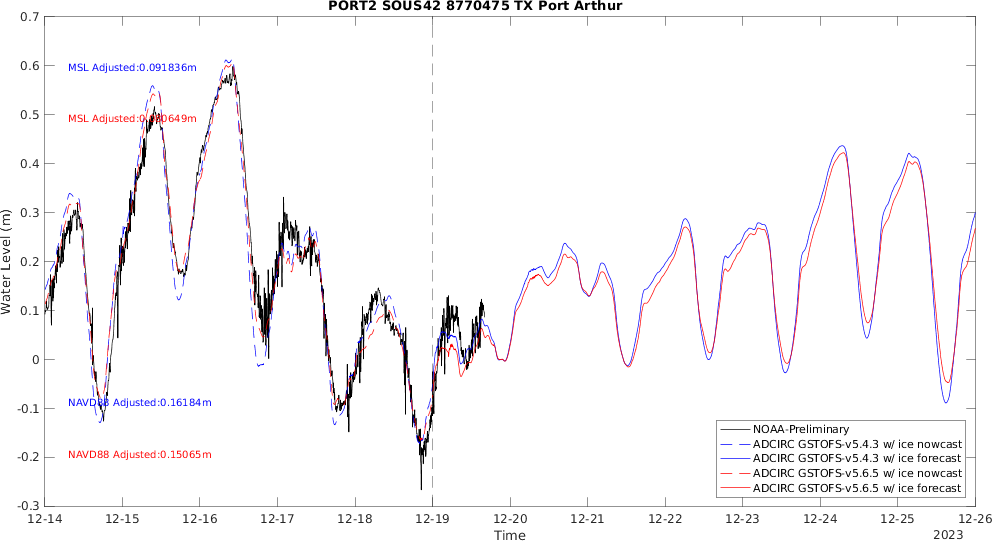 PORT2 SOUS42 8770475 TX Port Arthur
0.7
0.6
0.5
0.4
0.3
0.2
0.1
0
-0.1
-0.2
-0.3
Water Level (m)
MSL Adjusted:0.091836m
MSL Adjusted:0.080649m
NAVD88 Adjusted:0.16184m
NAVD88 Adjusted:0.15065m
NOAA-Preliminary
ADCIRC GSTOFS-v5.4.3 w/ ice nowcast
ADCIRC GSTOFS-v5.4.3 w/ ice forecast
ADCIRC GSTOFS-v5.6.5 w/ ice nowcast
ADCIRC GSTOFS-v5.6.5 w/ ice forecast
12-14 12-15 12-16 12-17 12-18 12-19 12-20 12-21 12-22 12-23 12-24 12-25 12-26
Time
2023